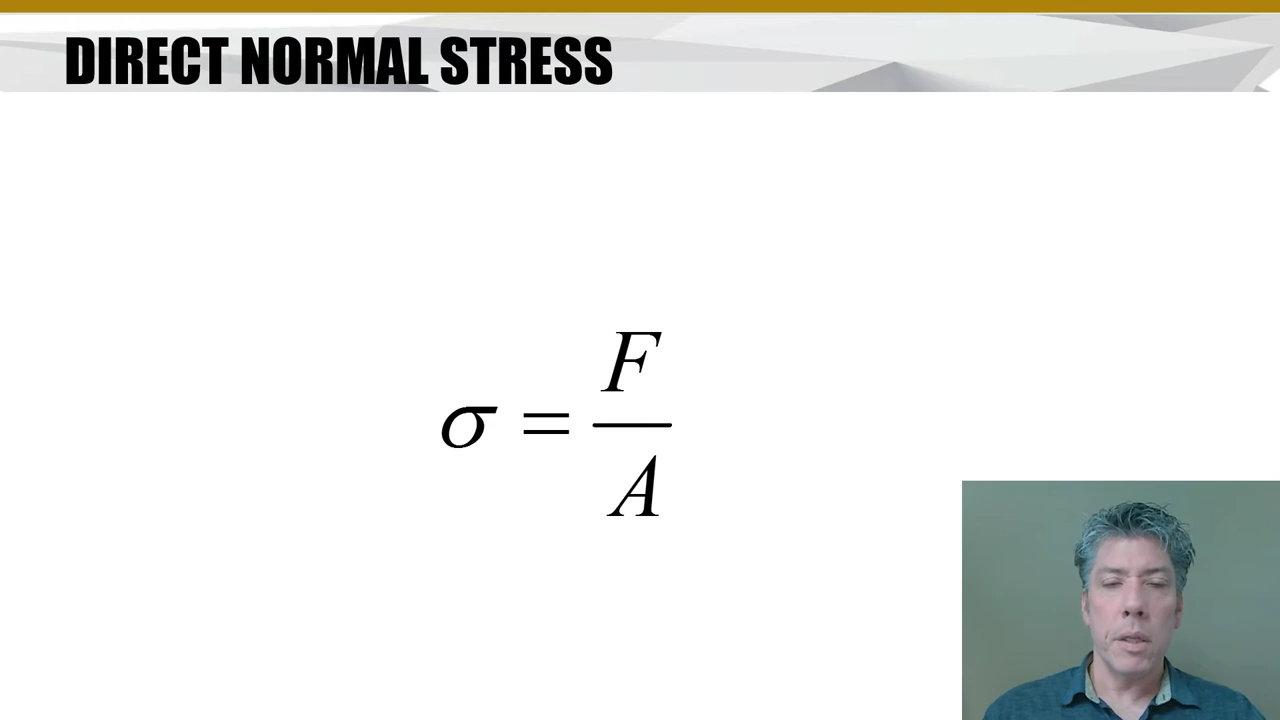 DIRECT NORMAL STRESS
σ = F / A